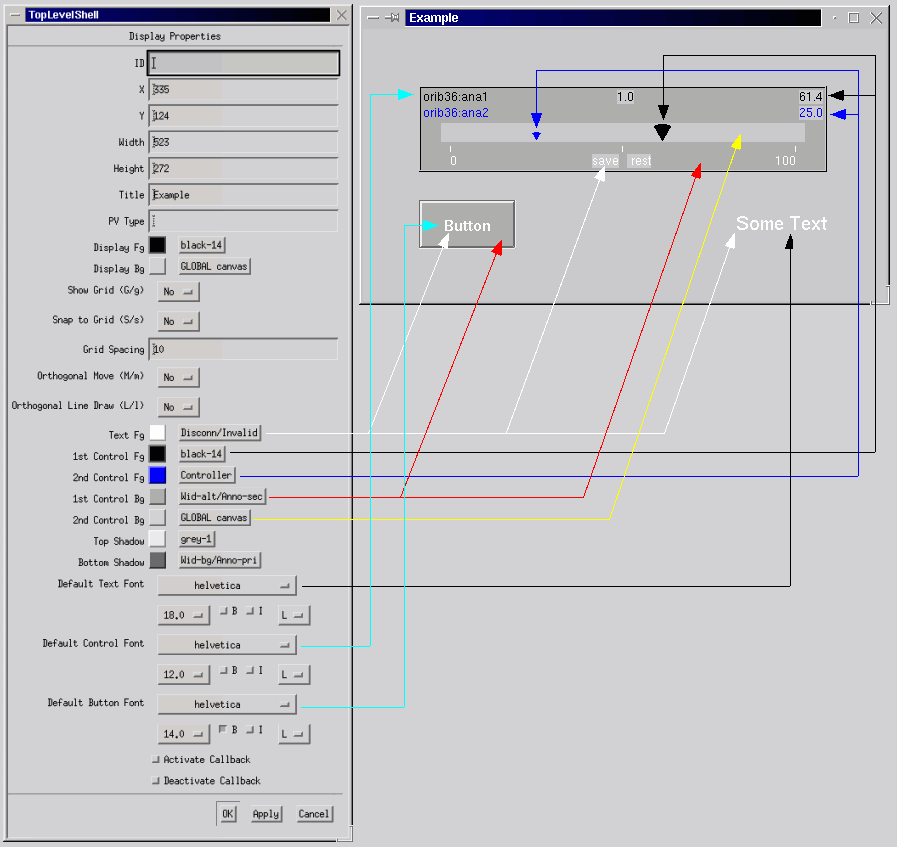 TopLevelShell
Display Properties
ID
X 335
Y 124
Width 523
Height 272
Title Example
PV Type
Display Fg black-14
Display Bg GLOBAL canvas
Show Grid (G/g) No
Snap to Grid (S/s) No
Grid Spacing 10
Orthogonal Move (M/m) No
Orthogonal Line Draw (L/l) No
Text Fg Disconn/Invalid
1st Control Fg black-14
2nd Control Fg Controller
1st Control Bg Wid-alt/Anno-sec
2nd Control Bg GLOBAL canvas
Top Shadow grey-1
Bottom Shadow Wid-bg/Anno-pri
Default Text Font helvetica
18.0 B I L
Default Control Font helvetica
12.0 B I L
Default Button Font helvetica
14.0 B I L
Activate Callback
Deactivate Callback
OK Apply Cancel
Example
orib36:ana1 1.0 61.4
orib36:ana2 25.0
0 100
save rest
Button
Some Text